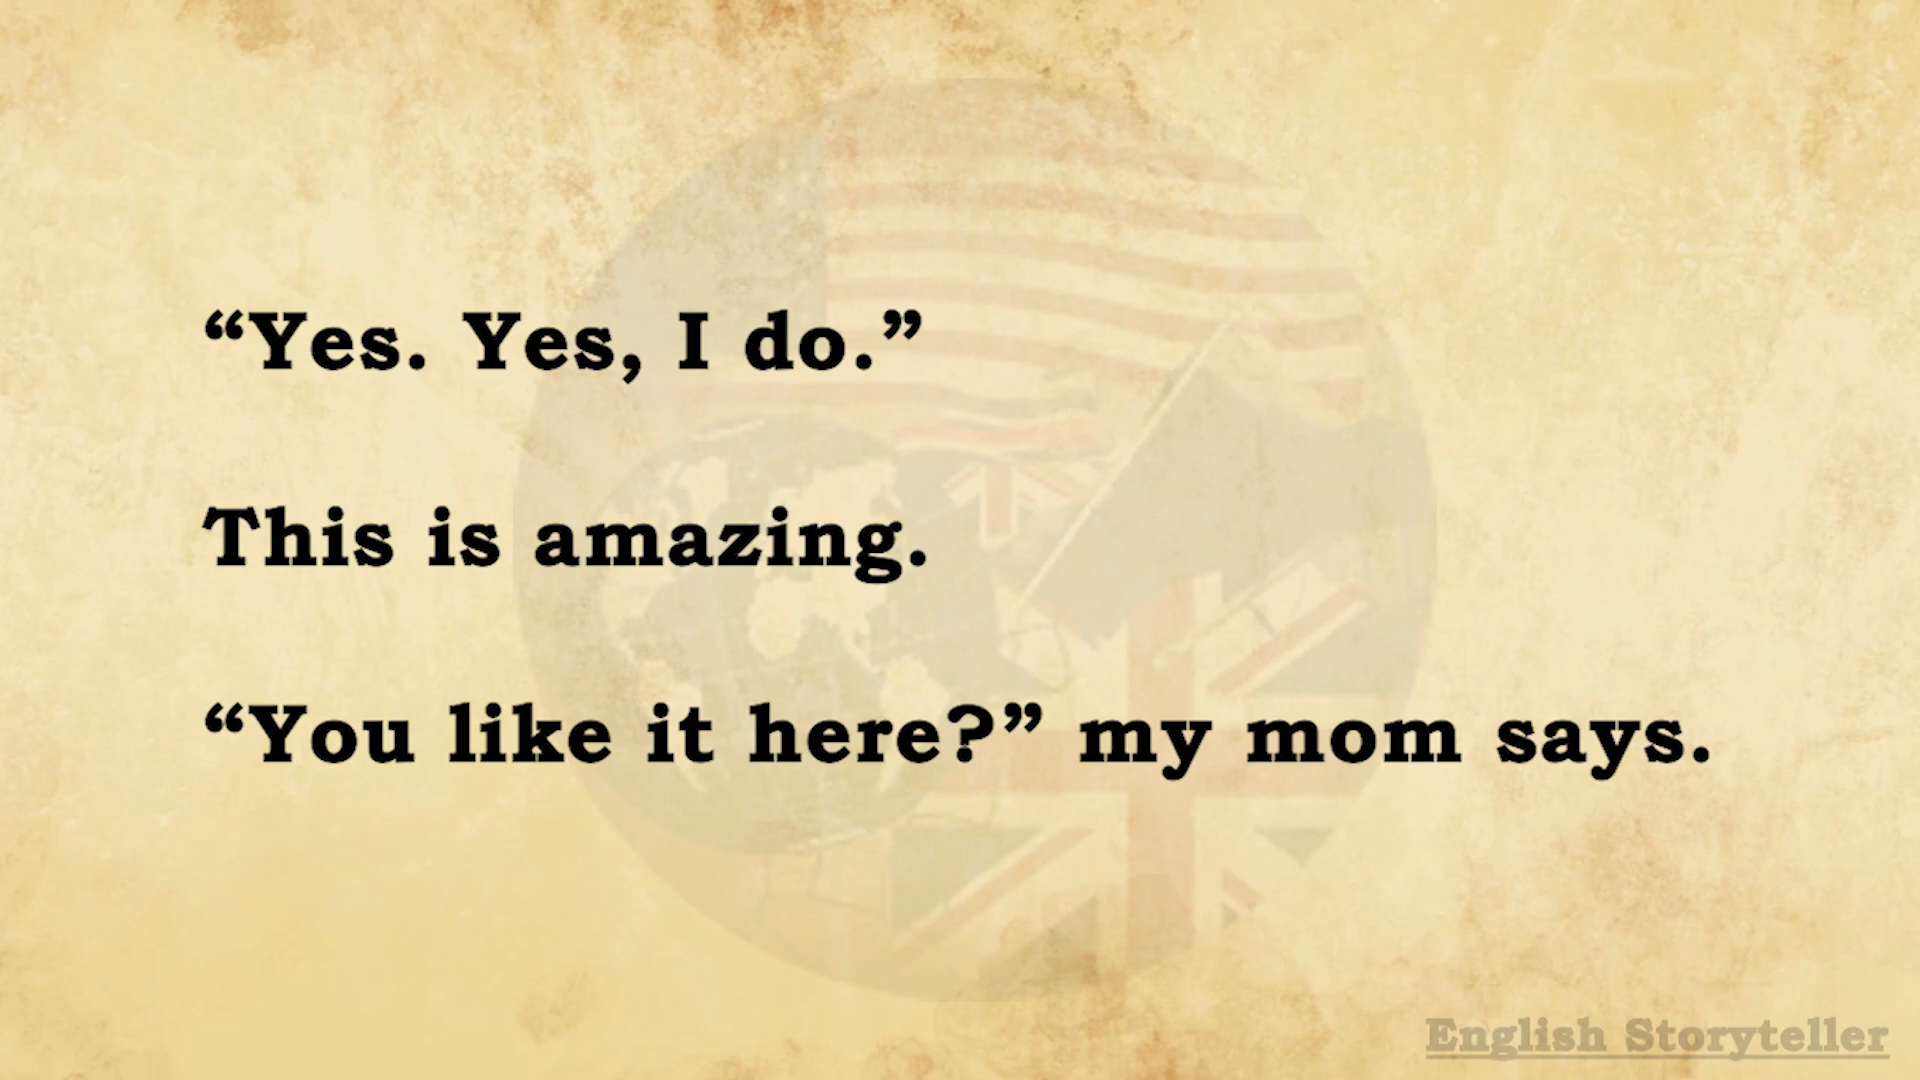 “Yes. Yes, I do.”
This is amazing.
“You like it here?” my mom says.
English Storyteller